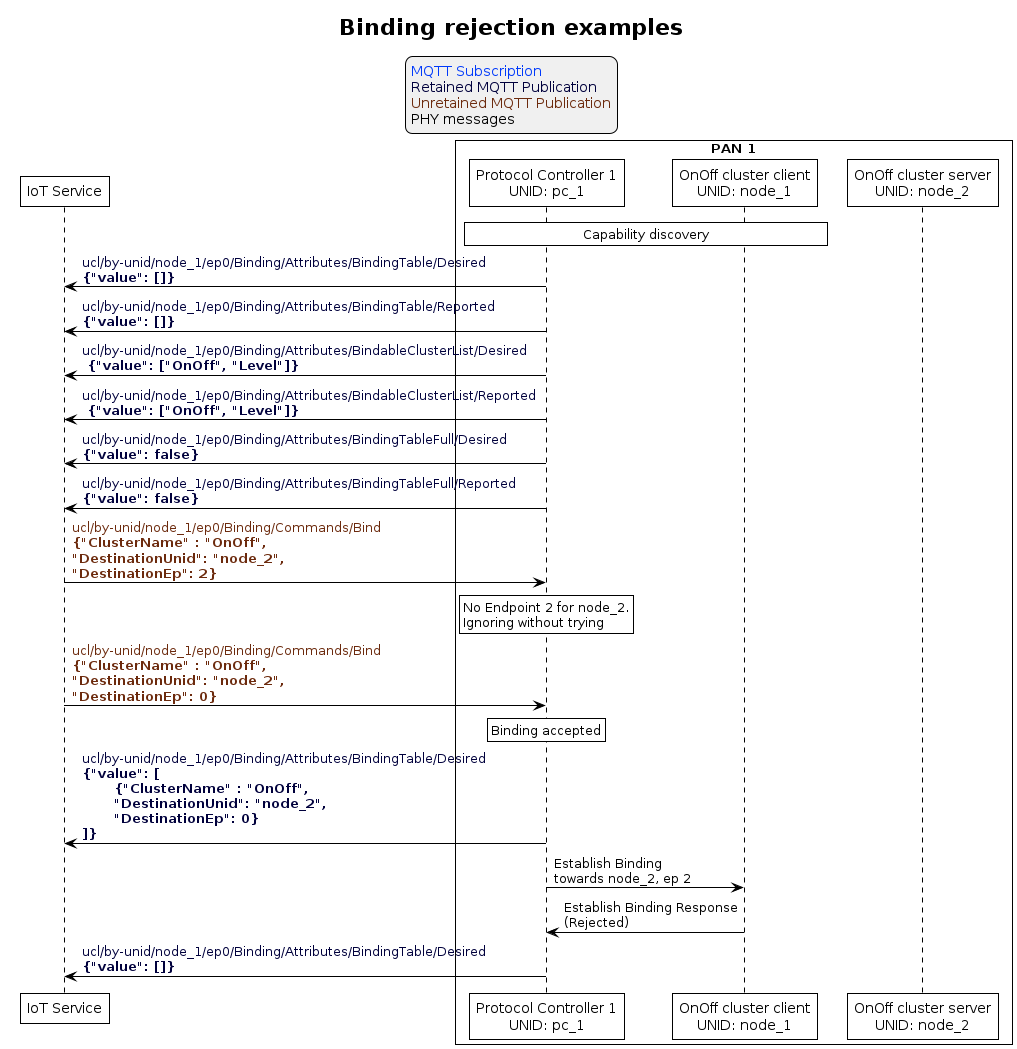 Binding rejection examples
MQTT Subscription
Retained MQTT Publication
Unretained MQTT Publication
PHY messages
PAN 1
IoT Service
Protocol Controller 1
UNID: pc_1
OnOff cluster client
UNID: node_1
OnOff cluster server
UNID: node_2
Capability discovery
ucl/by-unid/node_1/ep0/Binding/Attributes/BindingTable/Desired
{"value": []}
ucl/by-unid/node_1/ep0/Binding/Attributes/BindingTable/Reported
{"value": []}
ucl/by-unid/node_1/ep0/Binding/Attributes/BindableClusterList/Desired
{"value": ["OnOff", "Level"]}
ucl/by-unid/node_1/ep0/Binding/Attributes/BindableClusterList/Reported
{"value": ["OnOff", "Level"]}
ucl/by-unid/node_1/ep0/Binding/Attributes/BindingTableFull/Desired
{"value": false}
ucl/by-unid/node_1/ep0/Binding/Attributes/BindingTableFull/Reported
{"value": false}
ucl/by-unid/node_1/ep0/Binding/Commands/Bind
{"ClusterName" : "OnOff",
"DestinationUnid": "node_2",
"DestinationEp": 2}
No Endpoint 2 for node_2.
Ignoring without trying
ucl/by-unid/node_1/ep0/Binding/Commands/Bind
{"ClusterName" : "OnOff",
"DestinationUnid": "node_2",
"DestinationEp": 0}
Binding accepted
ucl/by-unid/node_1/ep0/Binding/Attributes/BindingTable/Desired
{"value": [
{"ClusterName" : "OnOff",
"DestinationUnid": "node_2",
"DestinationEp": 0}
]}
Establish Binding
towards node_2, ep 2
Establish Binding Response
(Rejected)
ucl/by-unid/node_1/ep0/Binding/Attributes/BindingTable/Desired
{"value": []}
IoT Service
Protocol Controller 1
UNID: pc_1
OnOff cluster client
UNID: node_1
OnOff cluster server
UNID: node_2